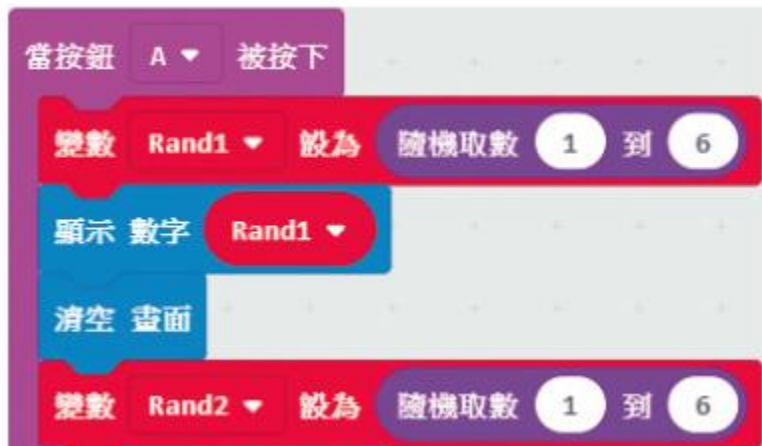 當按鈕 A 被按下
變數 Rand1 設為 隨機取數 1 到 6
顯示 數字 Rand1
清空 畫面
變數 Rand2 設為 隨機取數 1 到 6